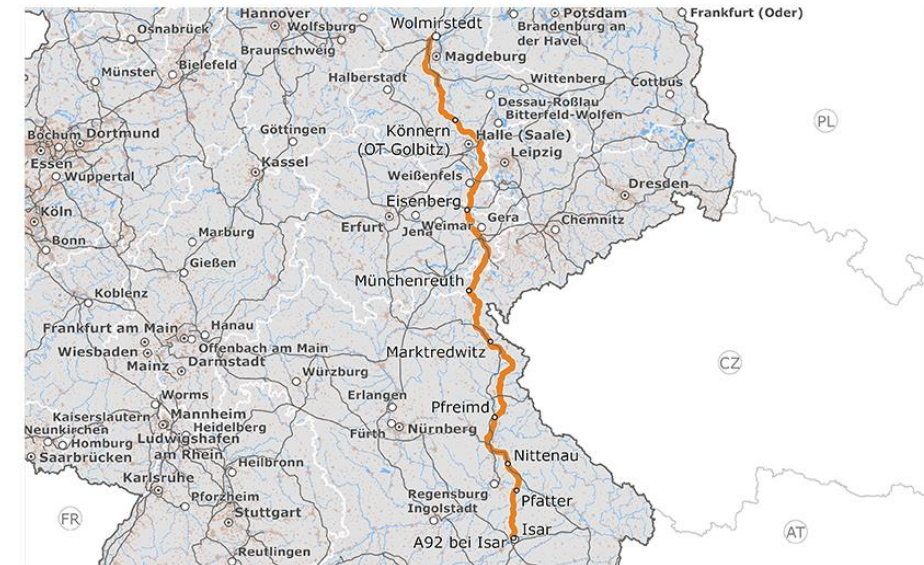 Hannover
Wolfsburg
Wolmirstedt
Potsdam
Frankfurt (Oder)
Osnabrück
Brandenburg an
der Havel
Braunschweig
Magdeburg
Bielefeld
Münster
Halberstadt
Wittenberg
Cottbus
Dessau-Roßlau
Bitterfeld-Wolfen
PL
Bochum
Dortmund
Göttingen
Könnern
(OT Golbitz)
Halle (Saale)
Essen
Kassel
Leipzig
Wuppertal
Weißenfels
Dresden
Eisenberg
Köln
Erfurt
Jena
Weimar
Gera
Chemnitz
Marburg
Bonn
Gießen
Münchenreuth
Koblenz
Frankfurt am Main
Hanau
Offenbach am Main
Wiesbaden
Mainz
Darmstadt
Marktredwitz
CZ
Würzburg
Worms
Erlangen
Pfreimd
Kaiserslautern
Mannheim
Neunkirchen
Heidelberg
Fürth
Nürnberg
Homburg
Ludwigshafen
am Rhein
Saarbrücken
Heilbronn
Nittenau
Karlsruhe
Pforzheim
Regensburg
Ingolstadt
Pfatter
Stuttgart
FR
Isar
A92 bei Isar
AT
Reutlingen